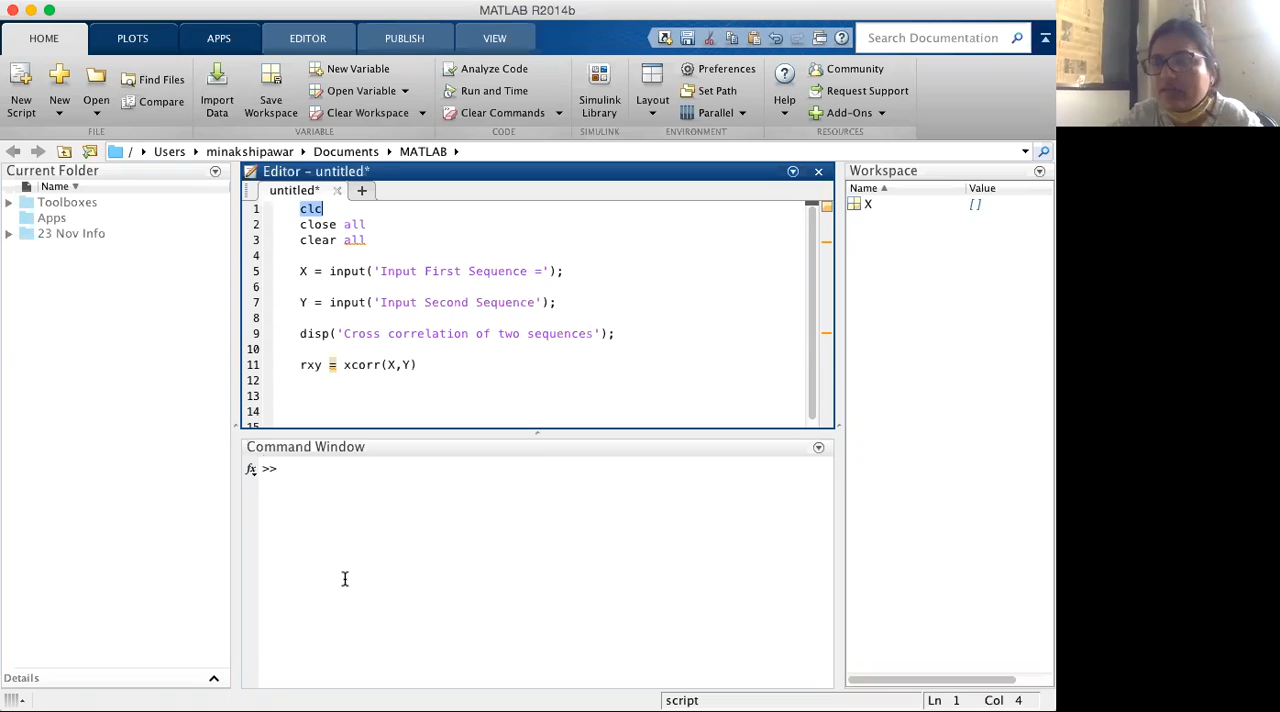 MATLAB R2014b
HOME PLOTS APPS EDITOR PUBLISH VIEW
Search Documentation
New Script
New
Open
Find Files
Compare
FILE
Import Data
Save Workspace
New Variable
Open Variable
Clear Workspace
VARIABLE
Analyze Code
Run and Time
Clear Commands
CODE
Simulink Library
SIMULINK
Layout
Preferences
Set Path
Parallel
ENVIRONMENT
Help
Community
Request Support
Add-Ons
RESOURCES
/ Users minakshipawar Documents MATLAB
Current Folder
Name
Toolboxes
Apps
23 Nov Info
Details
Editor – untitled*
untitled*
1 clc
2 close all
3 clear all
4
5 X = input('Input First Sequence =');
6
7 Y = input('Input Second Sequence');
8
9 disp('Cross correlation of two sequences');
10
11 rxy = xcorr(X,Y)
12
13
14
15
Command Window
fx >>
Workspace
Name Value
X []
script
Ln 1 Col 4